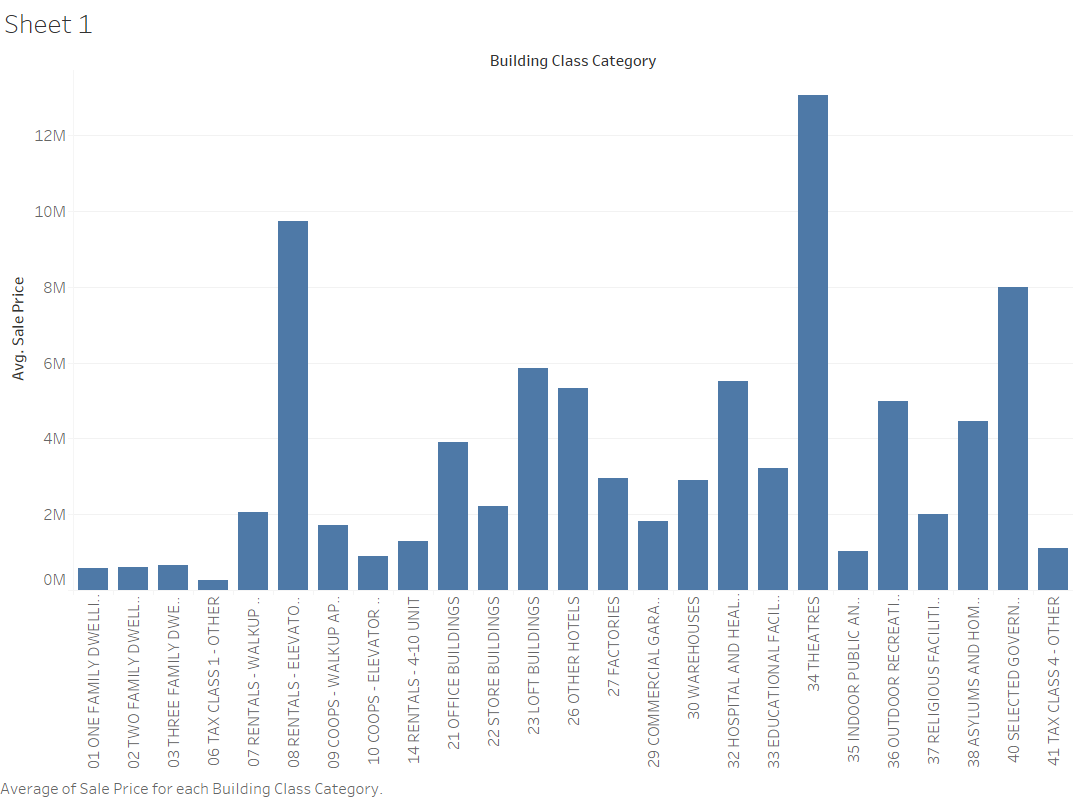 Sheet 1
Building Class Category
Avg. Sale Price
12M
10M
8M
6M
4M
2M
0M
01 ONE FAMILY DWELLI..
02 TWO FAMILY DWELL..
03 THREE FAMILY DWE..
06 TAX CLASS 1 - OTHER
07 RENTALS - WALKUP ..
08 RENTALS - ELEVATO..
09 COOPS - WALKUP AP..
10 COOPS - ELEVATOR ..
14 RENTALS - 4-10 UNIT
21 OFFICE BUILDINGS
22 STORE BUILDINGS
23 LOFT BUILDINGS
26 OTHER HOTELS
27 FACTORIES
29 COMMERCIAL GARA..
30 WAREHOUSES
32 HOSPITAL AND HEAL..
33 EDUCATIONAL FACIL..
34 THEATRES
35 INDOOR PUBLIC AN..
36 OUTDOOR RECREATI..
37 RELIGIOUS FACILITI..
38 ASYLUMS AND HOM..
40 SELECTED GOVERN..
41 TAX CLASS 4 - OTHER
Average of Sale Price for each Building Class Category.